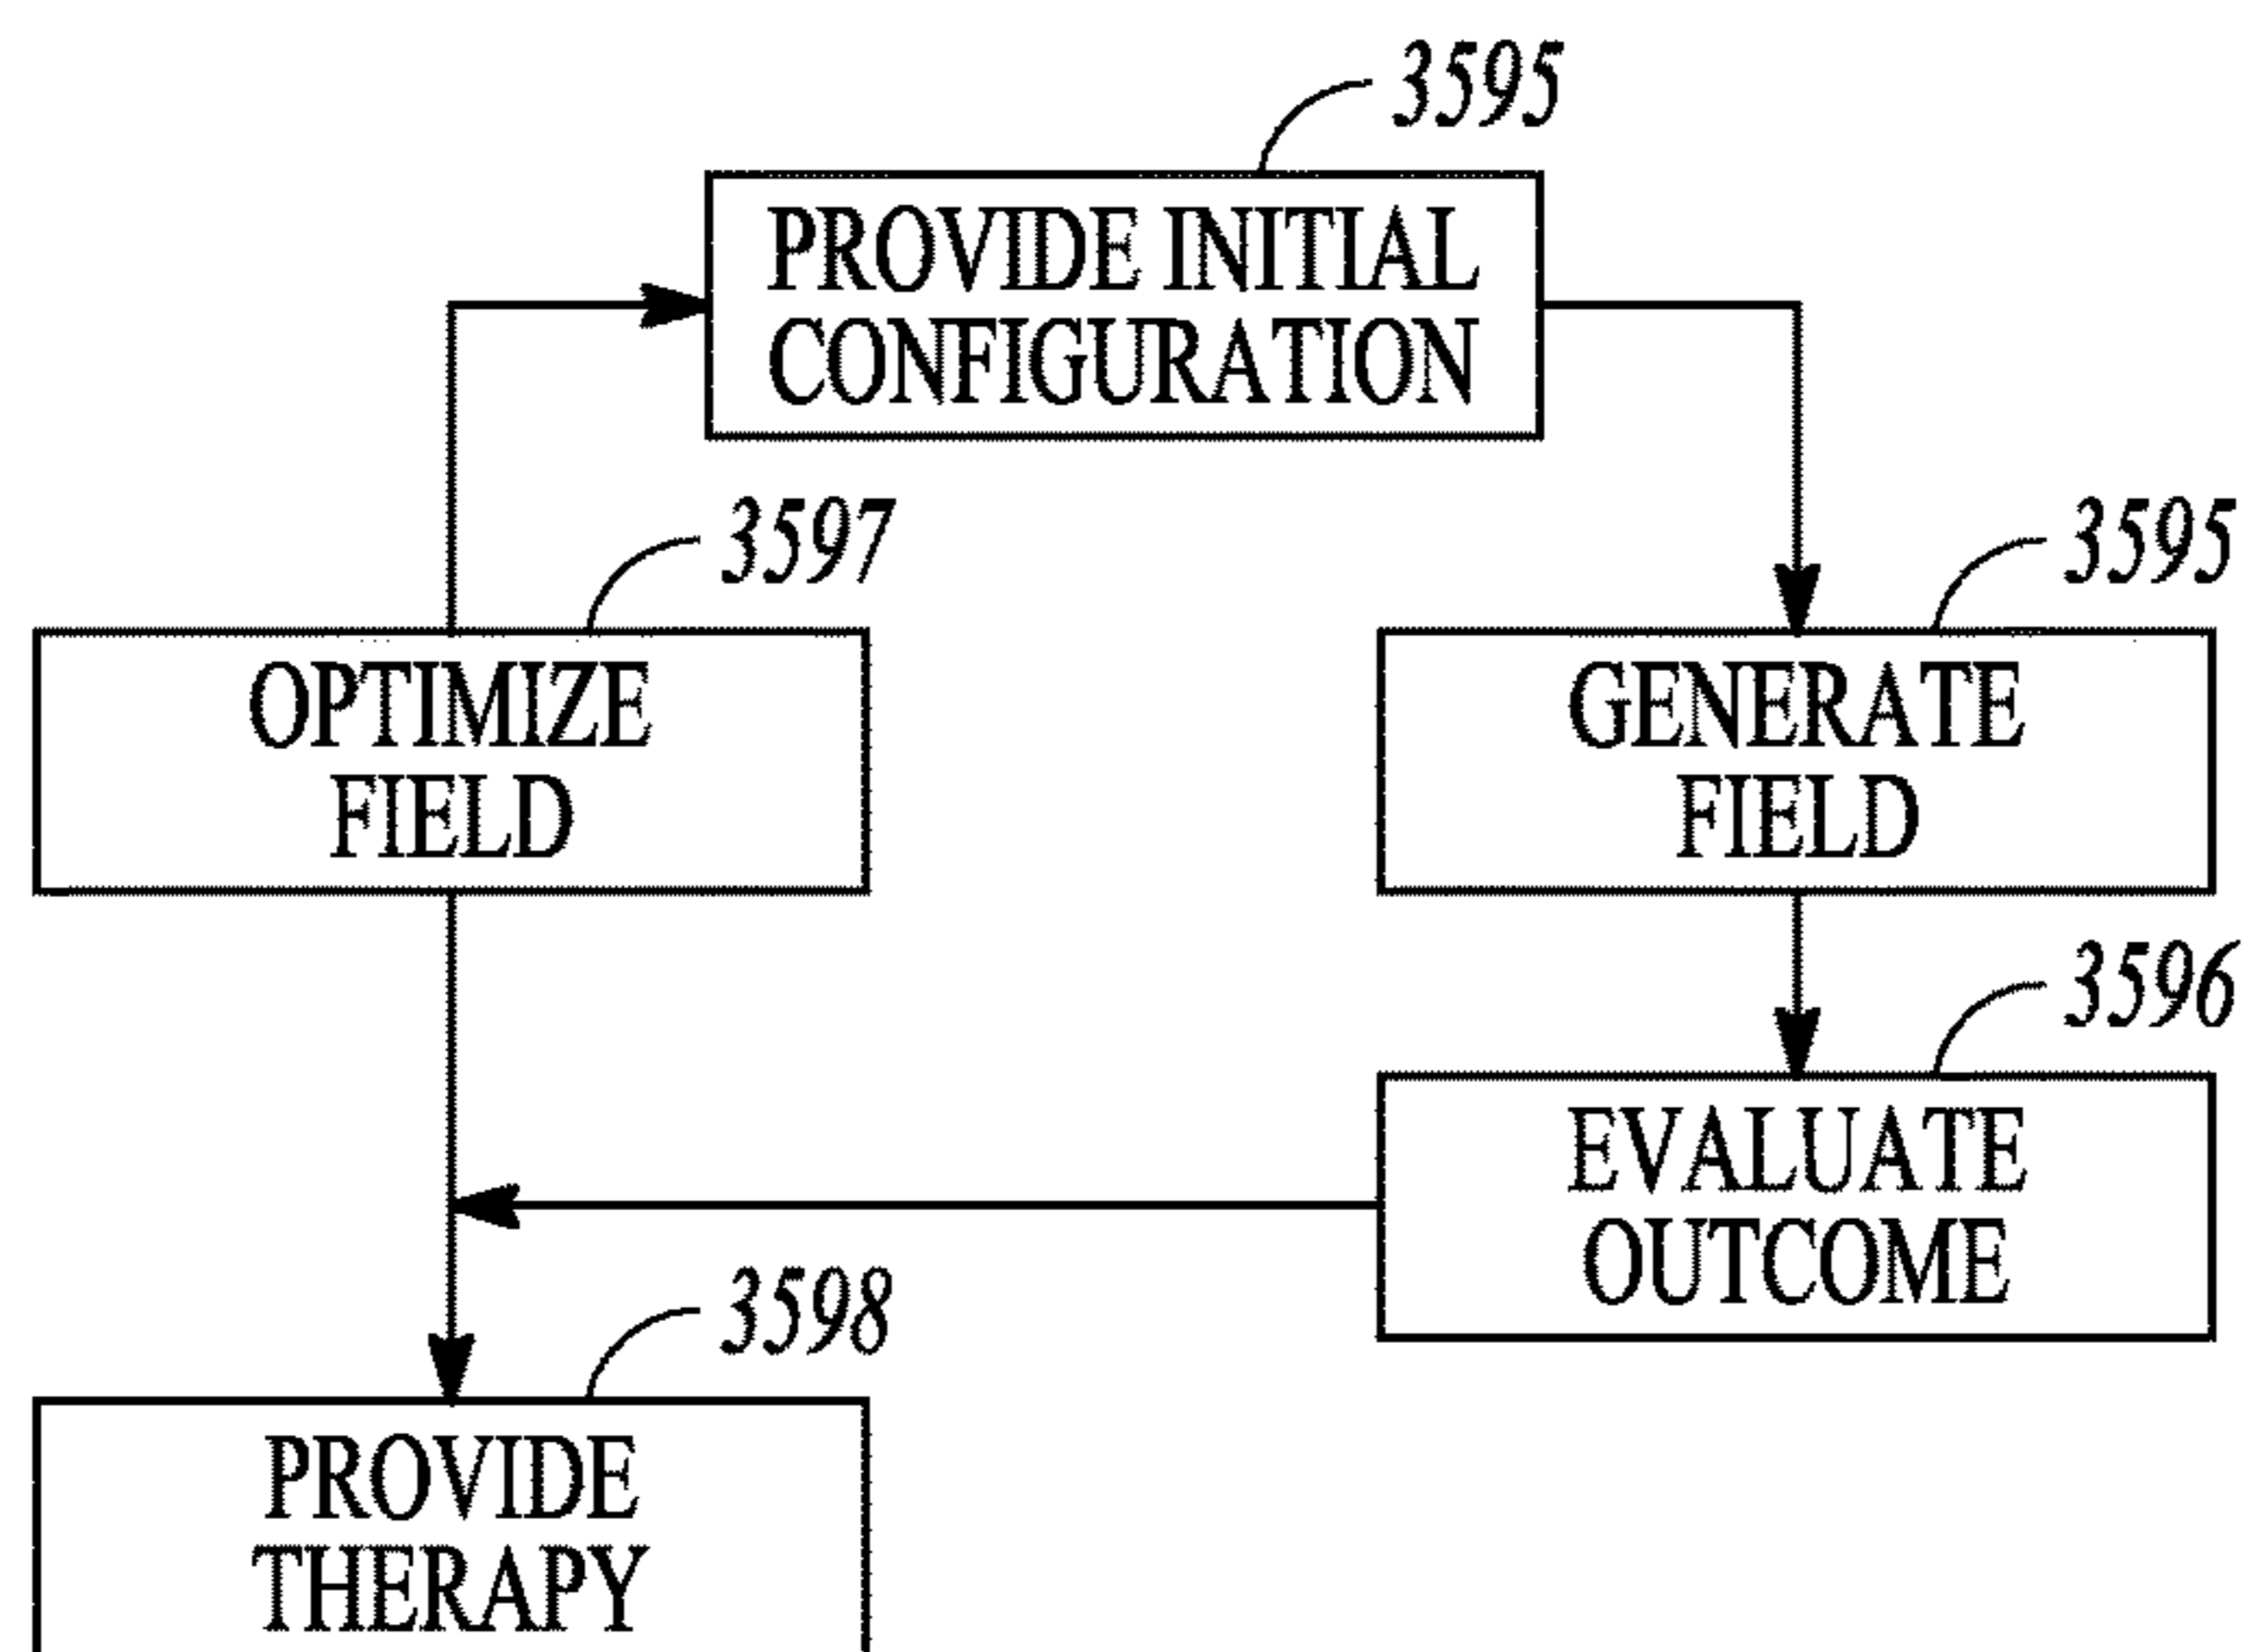 3595
PROVIDE INITIAL
CONFIGURATION
3597
OPTIMIZE
FIELD
3595
GENERATE
FIELD
3596
EVALUATE
OUTCOME
3598
PROVIDE
THERAPY